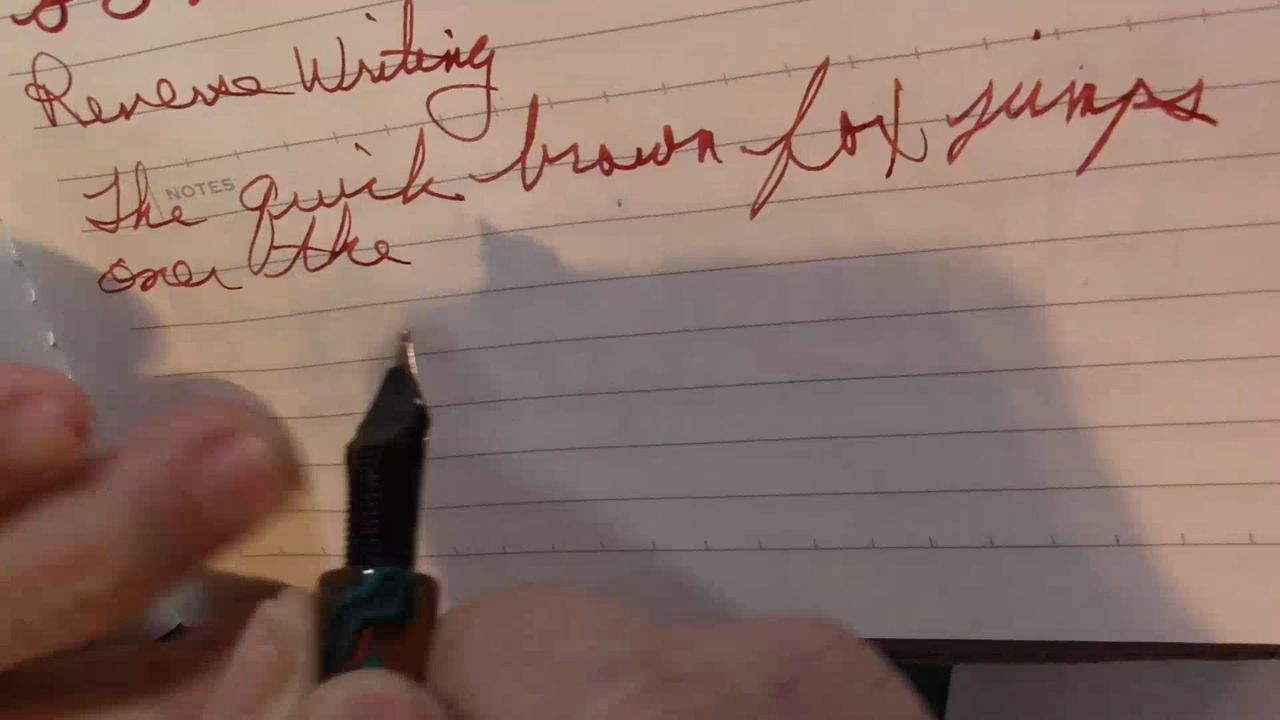 Reverse Writing
NOTES
The quick brown fox jumps
over the